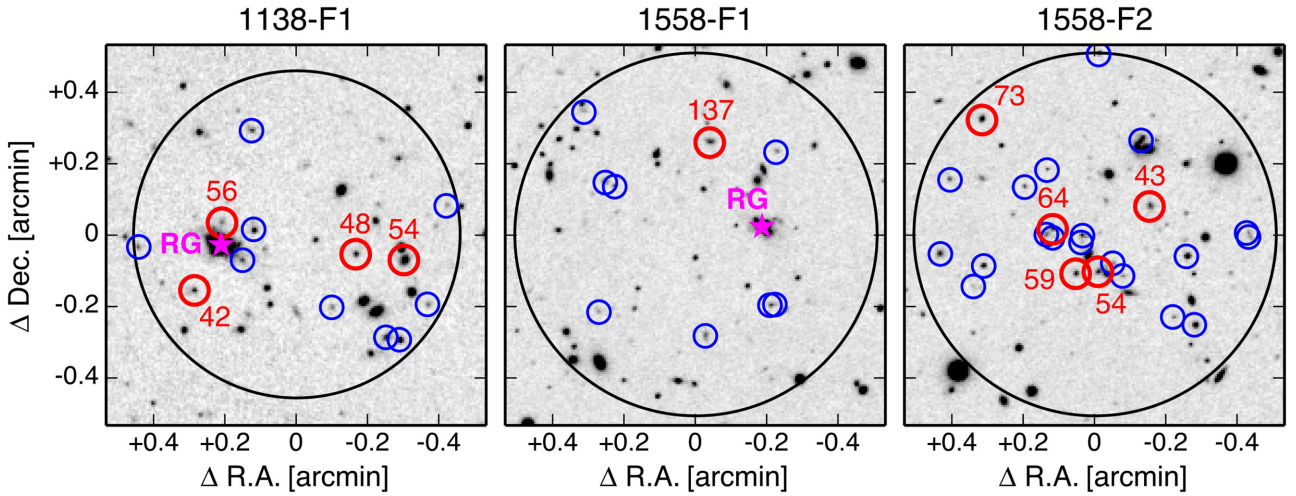 1138-F1 1558-F1 1558-F2
+0.4
+0.2
0
-0.2
-0.4
Δ Dec. [arcmin]
56
RG
48
54
42
137
RG
73
64
43
59
54
+0.4 +0.2 0 -0.2 -0.4 +0.4 +0.2 0 -0.2 -0.4 +0.4 +0.2 0 -0.2 -0.4
Δ R.A. [arcmin] Δ R.A. [arcmin] Δ R.A. [arcmin]